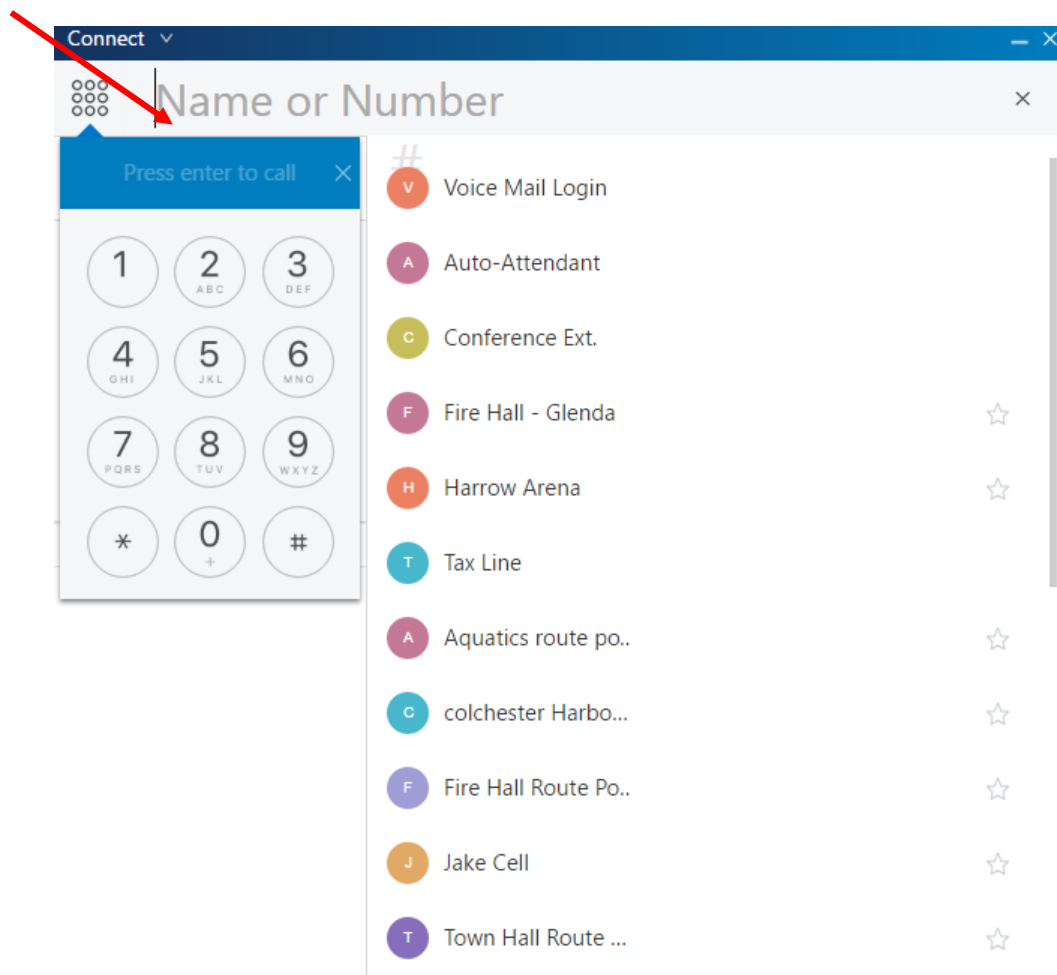 Connect
Name or Number
Press enter to call
1
2
ABC
3
DEF
4
GHI
5
JKL
6
MNO
7
PQRS
8
TUV
9
WXYZ
*
0
+
#
#
V Voice Mail Login
A Auto-Attendant
C Conference Ext.
F Fire Hall - Glenda
H Harrow Arena
T Tax Line
A Aquatics route po..
C colchester Harbo...
F Fire Hall Route Po..
J Jake Cell
T Town Hall Route ...